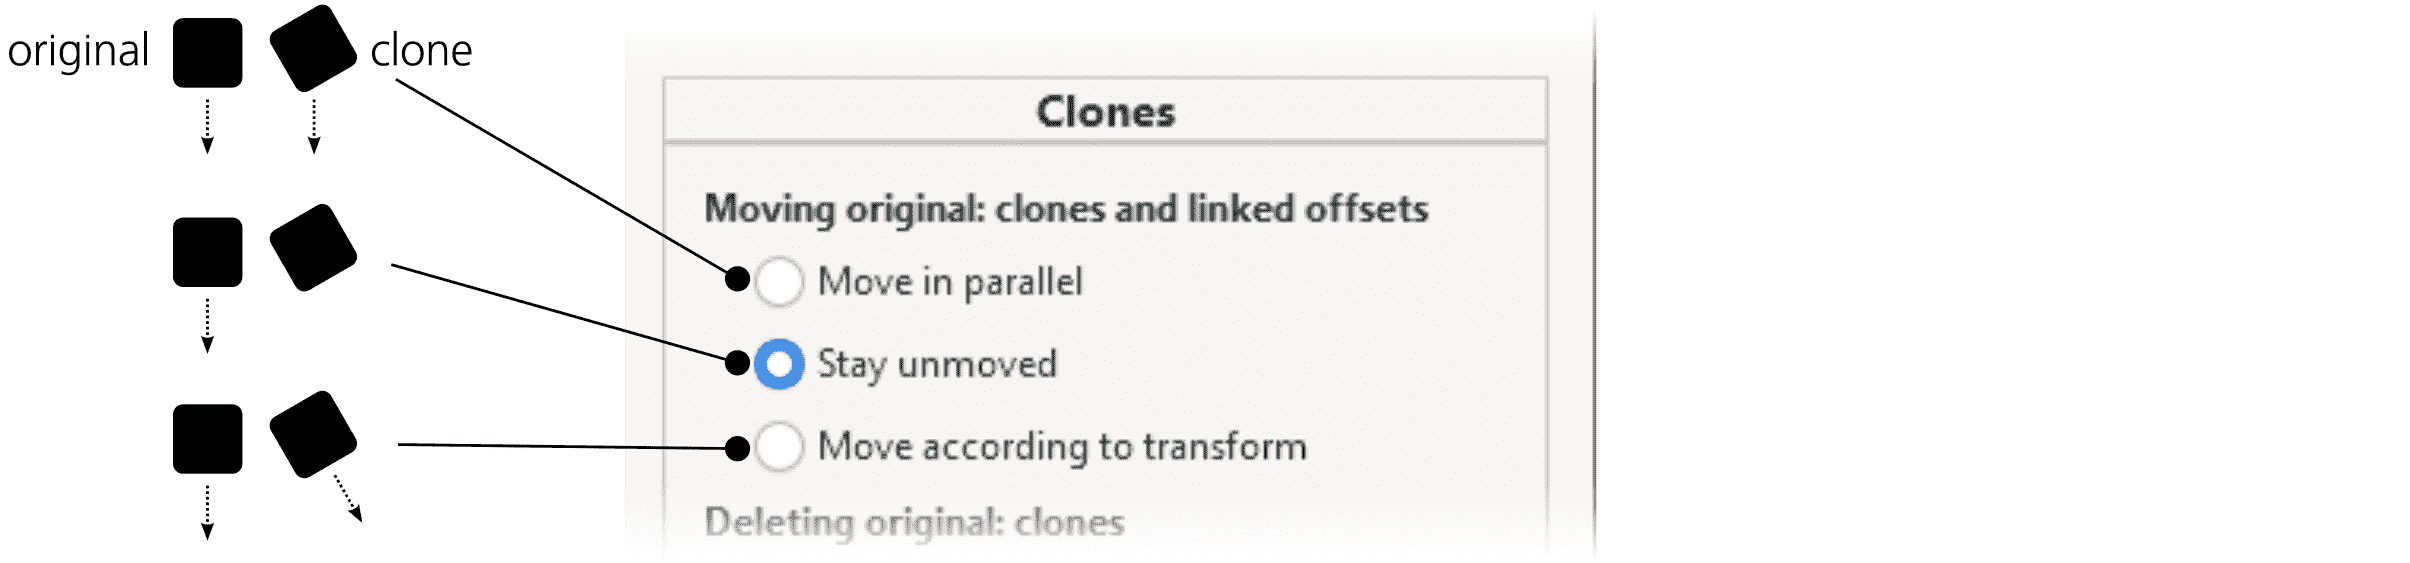 original
clone
Clones
Moving original: clones and linked offsets
Move in parallel
Stay unmoved
Move according to transform
Deleting original: clones